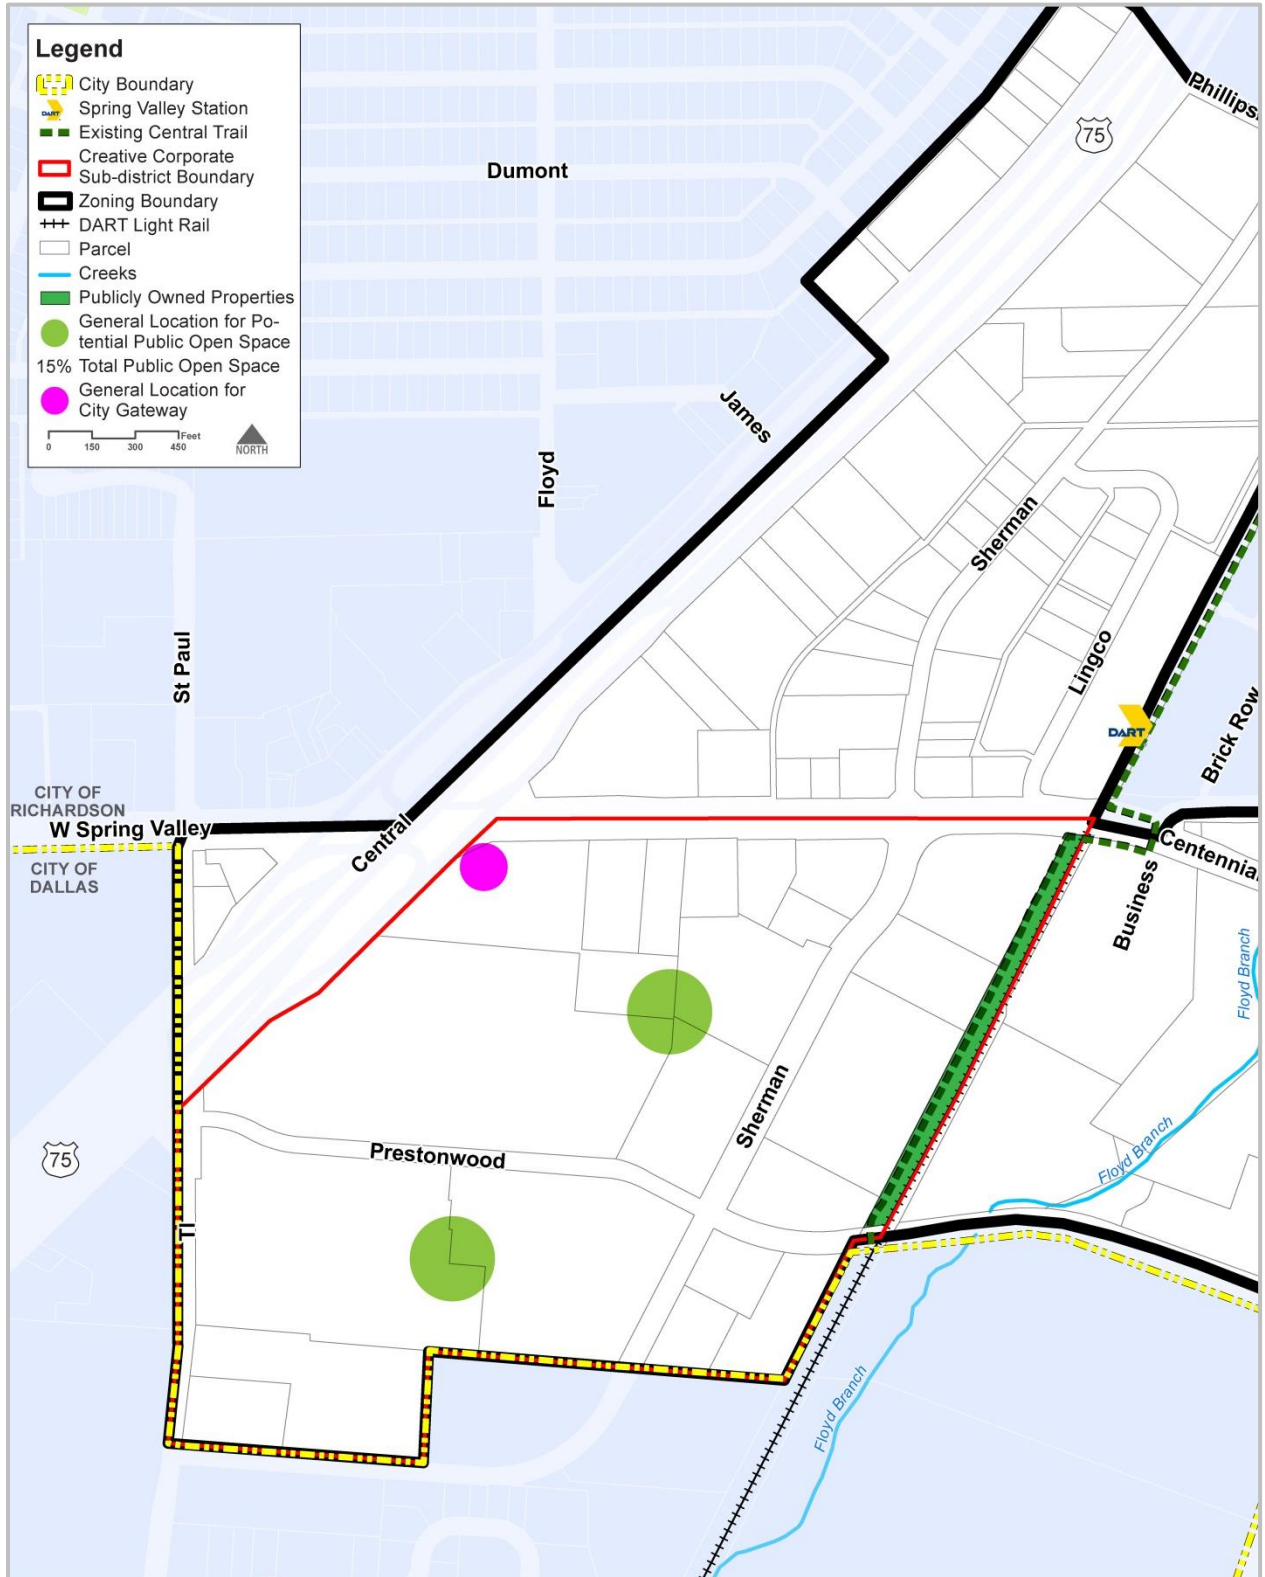 Legend
City Boundary
DART
Spring Valley Station
Existing Central Trail
Creative Corporate
Sub-district Boundary
Zoning Boundary
DART Light Rail
Parcel
Creeks
Publicly Owned Properties
General Location for Po-
tential Public Open Space
15% Total Public Open Space
General Location for
City Gateway
Feet
0 150 300 450
NORTH
Phillips
75
Dumont
James
Floyd
Sherman
St Paul
Lingco
DART
Brick Row
CITY OF
RICHARDSON
W Spring Valley
CITY OF
DALLAS
Central
Centennial
Business
Floyd Branch
Sherman
Prestonwood
75
Floyd Branch
TI
Floyd Branch